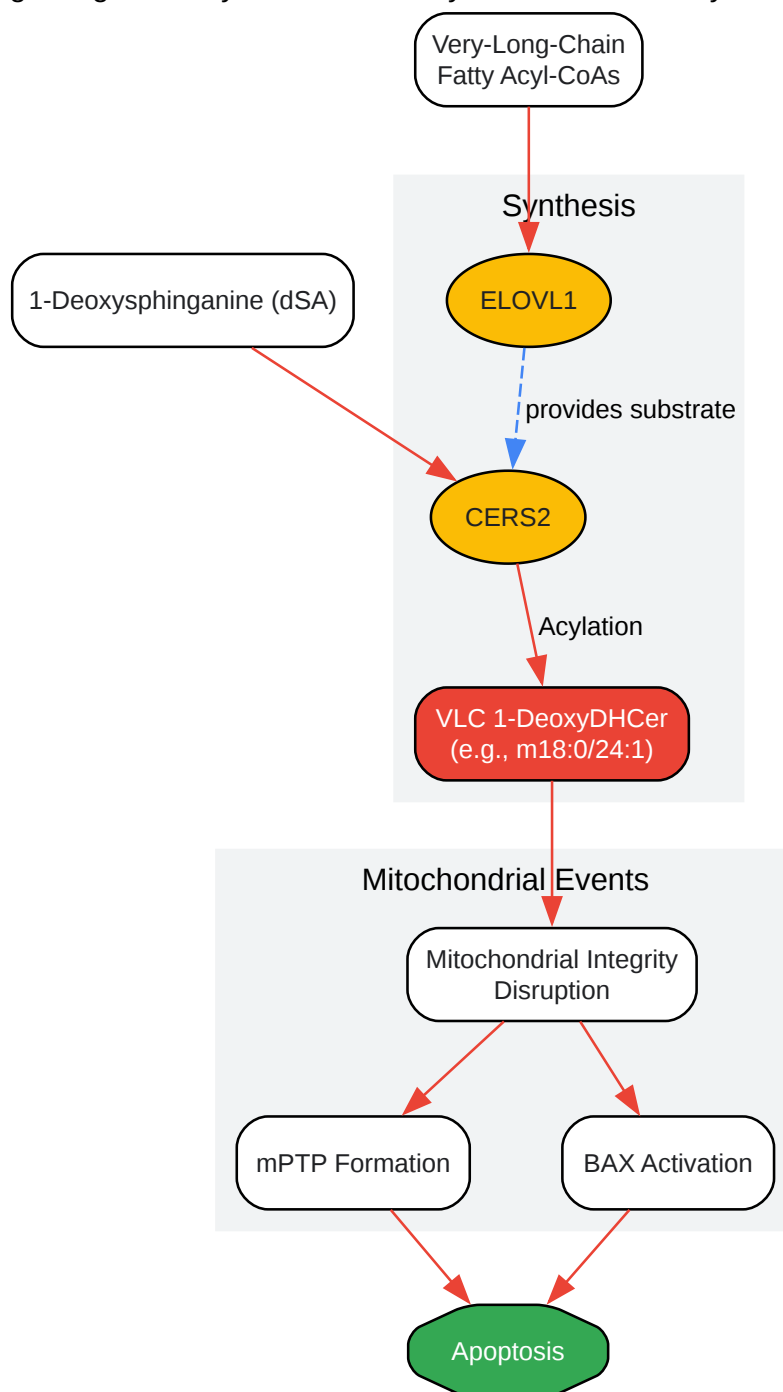 Very-Long-Chain
Fatty Acyl-CoAs
Synthesis
1-Deoxysphinganine (dSA)
ELOVL1
provides substrate
CERS2
Acylation
VLC 1-DeoxyDHCer
(e.g., m18:0/24:1)
Mitochondrial Events
Mitochondrial Integrity
Disruption
mPTP Formation
BAX Activation
Apoptosis